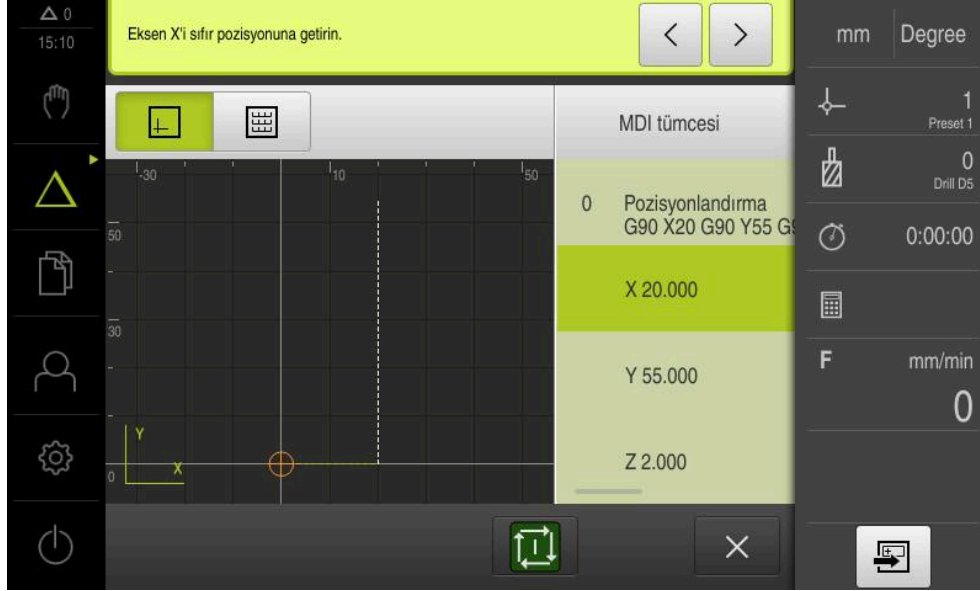 0
15:10
Eksen X'i sıfır pozisyonuna getirin.
mm Degree
1
Preset 1
0
Drill D5
0:00:00
F mm/min
0
MDI tümcesi
0 Pozisyonlandırma
G90 X20 G90 Y55 G9
X 20.000
Y 55.000
Z 2.000
-30 10 50
50
30
0
Y
X